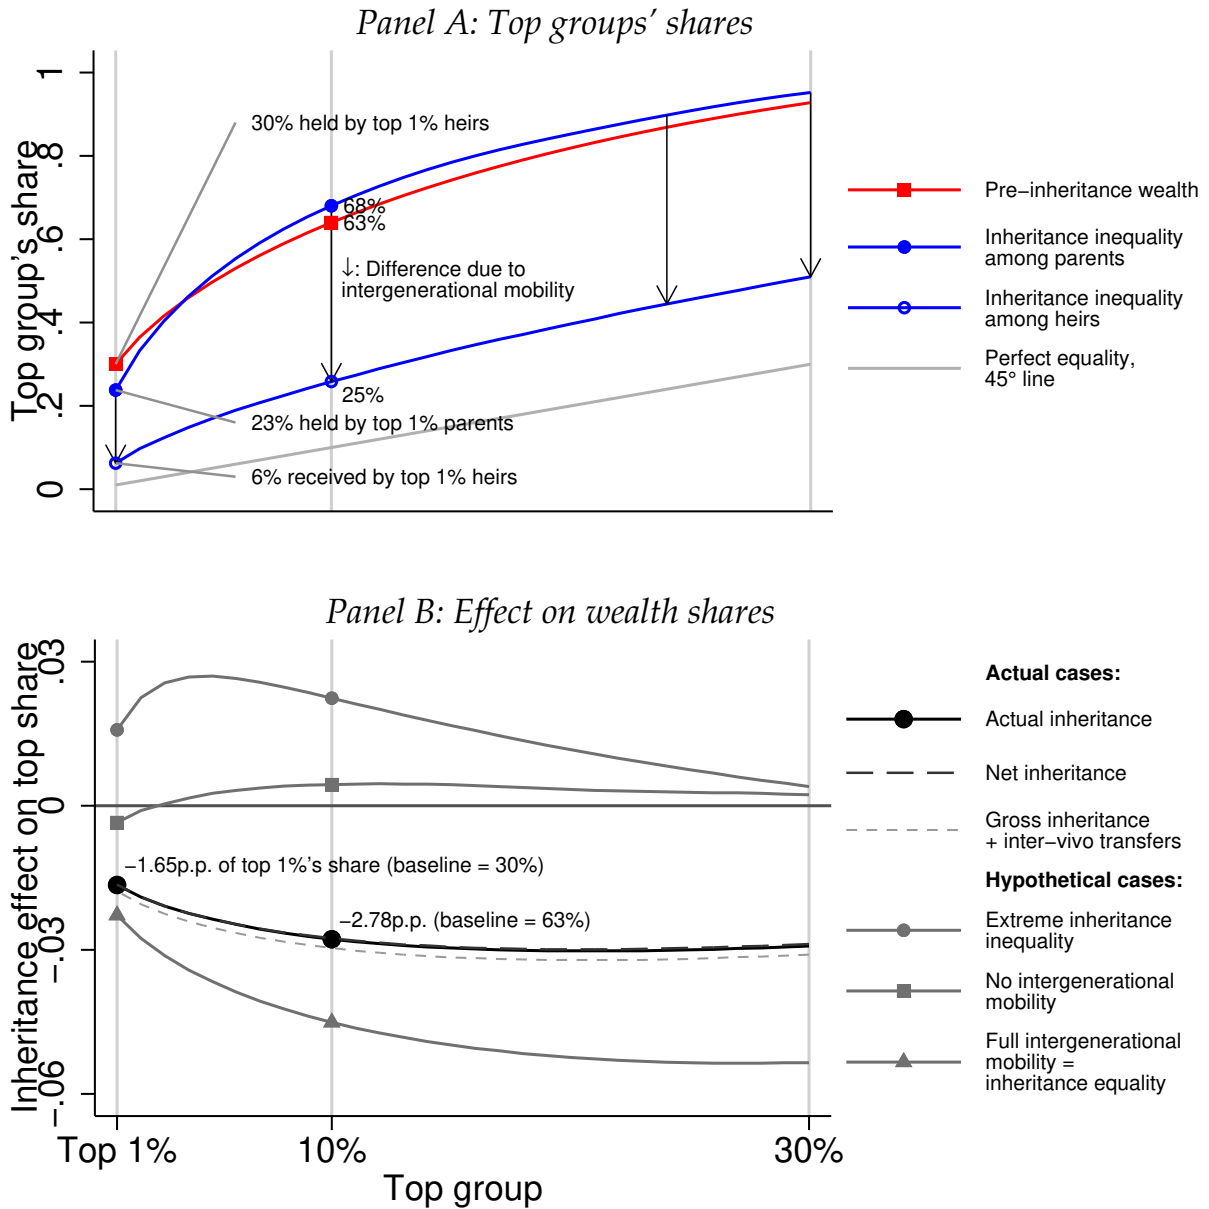 Panel A: Top groups’ shares
Top group's share
1
.8
.6
.4
.2
0
30% held by top 1% heirs
68%
63%
↓: Difference due to
intergenerational mobility
25%
23% held by top 1% parents
6% received by top 1% heirs
Pre−inheritance wealth
Inheritance inequality
among parents
Inheritance inequality
among heirs
Perfect equality,
45° line
Panel B: Effect on wealth shares
Inheritance effect on top share
.03
0
−.03
−.06
−1.65p.p. of top 1%'s share (baseline = 30%)
−2.78p.p. (baseline = 63%)
Top 1%
10%
30%
Top group
Actual cases:
Actual inheritance
Net inheritance
Gross inheritance
+ inter−vivo transfers
Hypothetical cases:
Extreme inheritance
inequality
No intergenerational
mobility
Full intergenerational
mobility =
inheritance equality